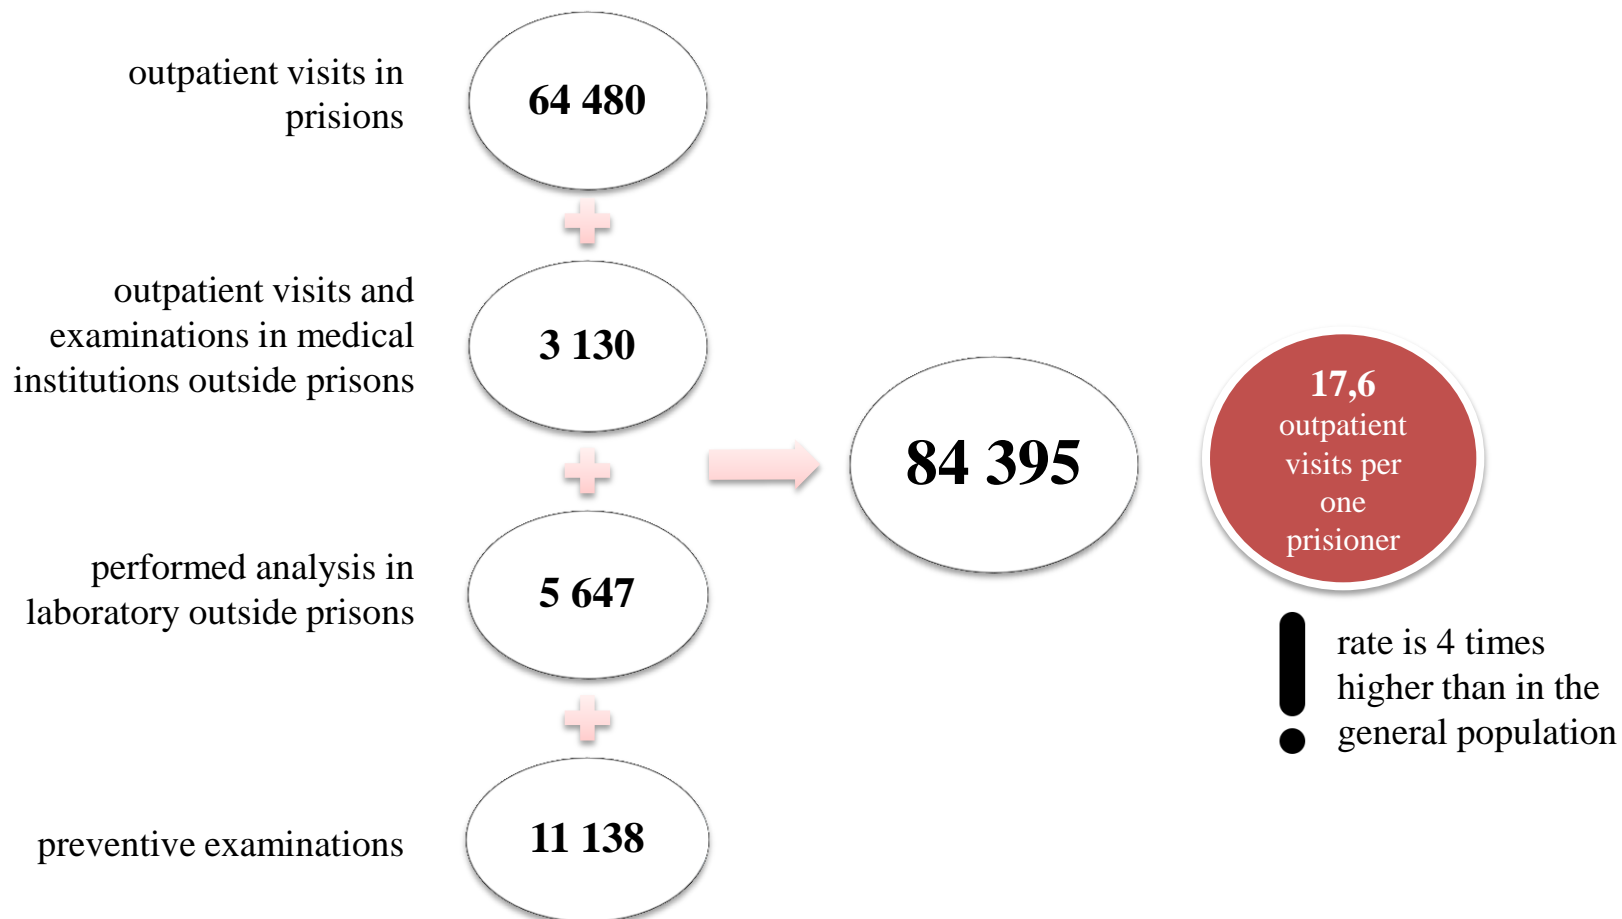 outpatient visits in
prisions
64 480
outpatient visits and
examinations in medical
institutions outside prisons
3 130
performed analysis in
laboratory outside prisons
5 647
preventive examinations
11 138
84 395
17,6
outpatient
visits per
one
prisioner
rate is 4 times
higher than in the
general population